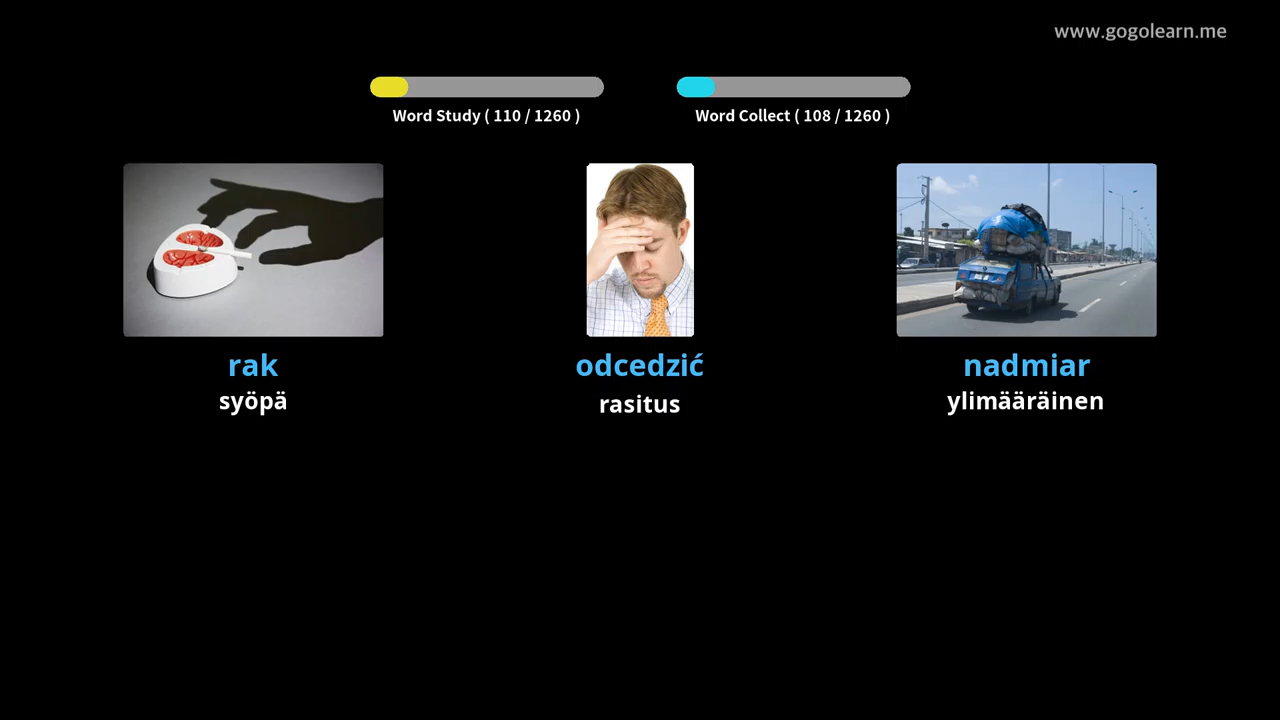 www.gogolearn.me
Word Study ( 110 / 1260 )
Word Collect ( 108 / 1260 )
rak
syöpä
odcedzić
rasitus
nadmiar
ylimääräinen